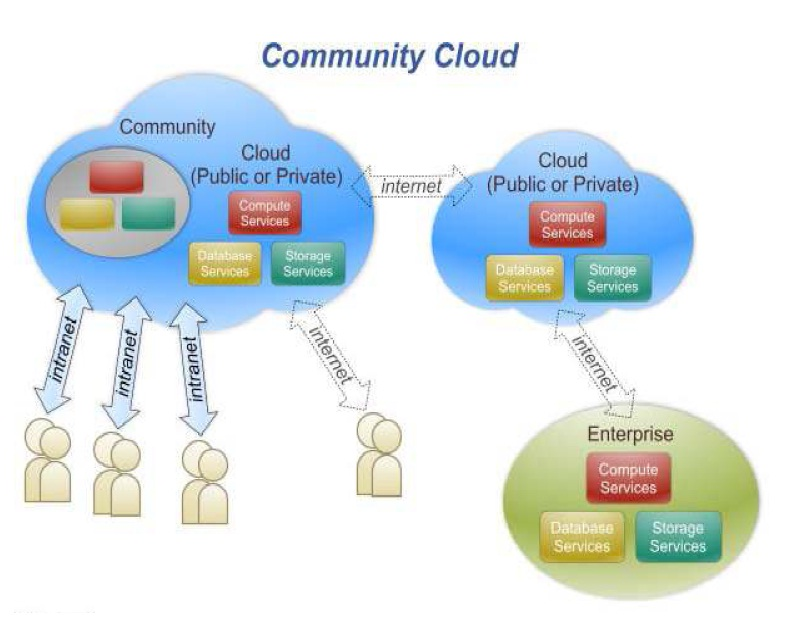 Community Cloud
Community
Cloud
(Public or Private)
Compute
Services
Database
Services
Storage
Services
internet
Cloud
(Public or Private)
Compute
Services
Database
Services
Storage
Services
intranet
intranet
intranet
internet
internet
Enterprise
Compute
Services
Database
Services
Storage
Services